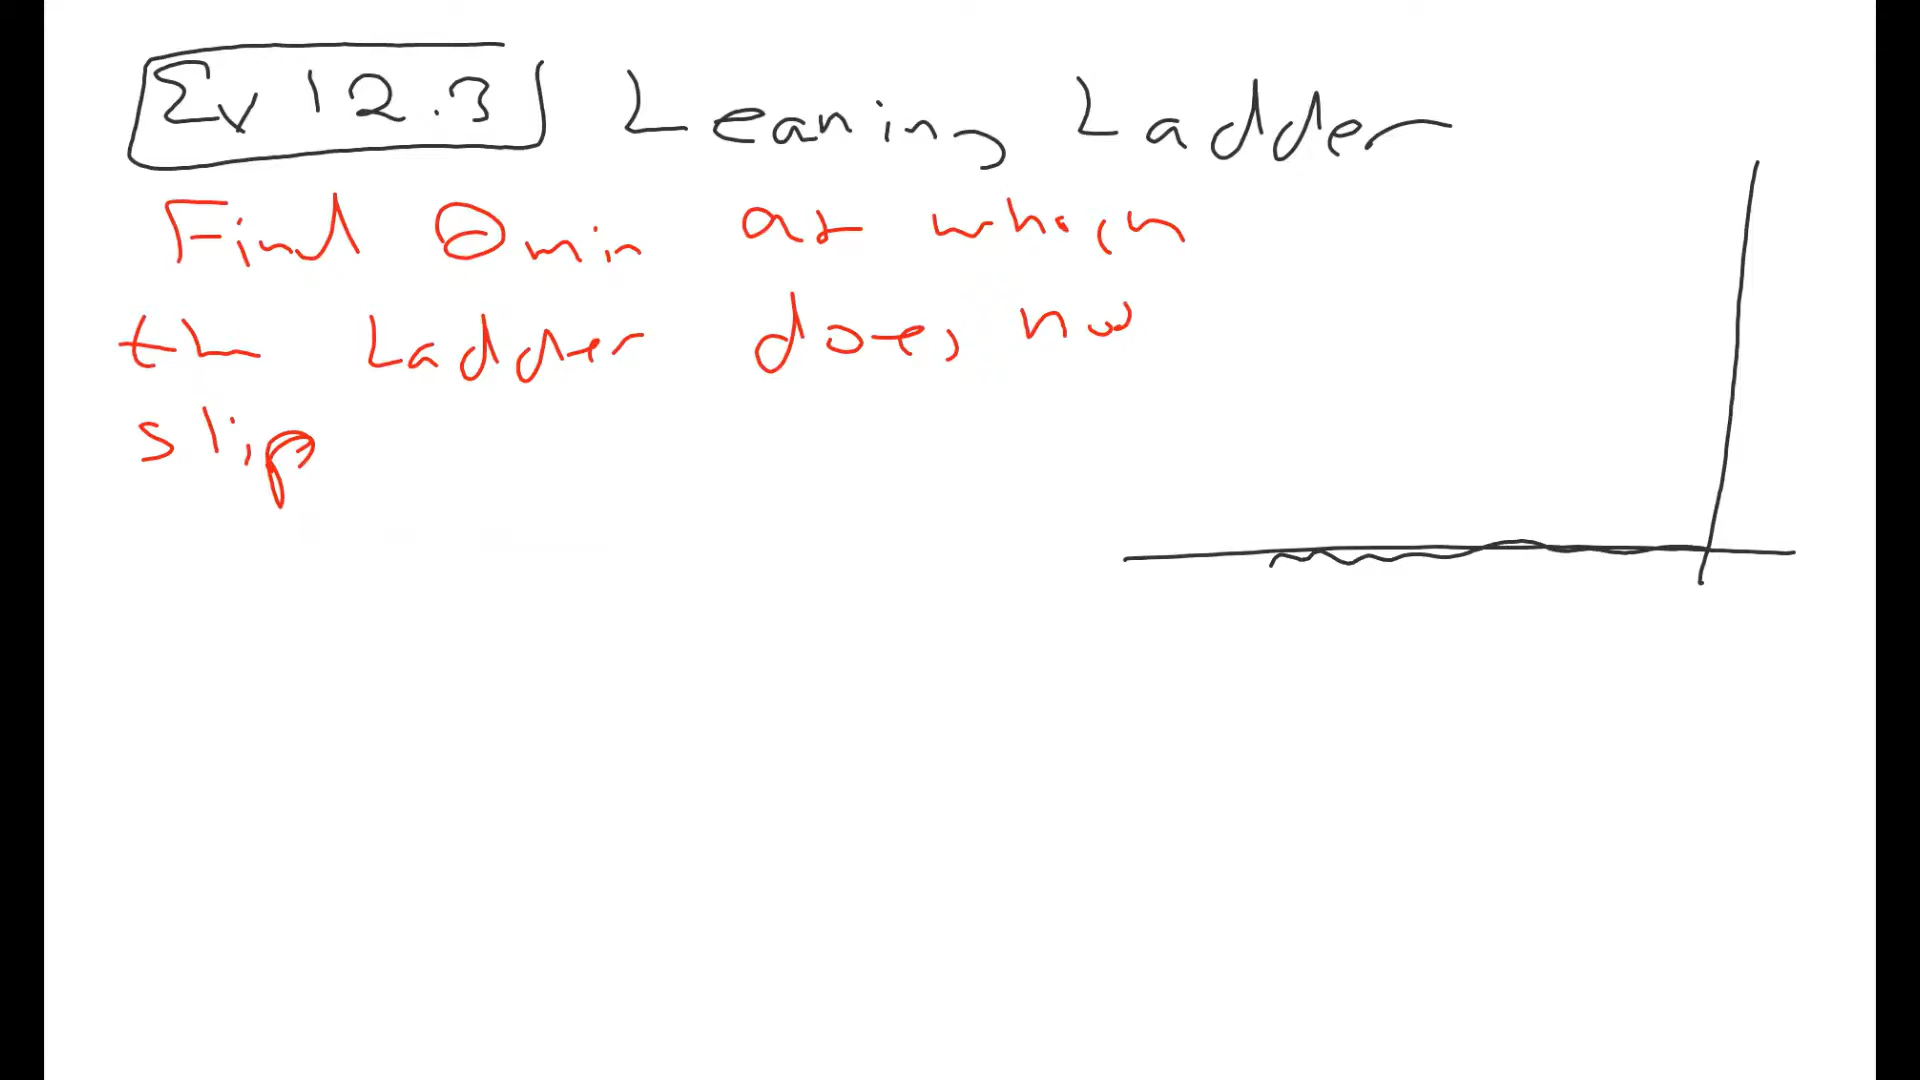 Ex 12.3 Leaning Ladder
Find θmin at which
the Ladder does not
slip